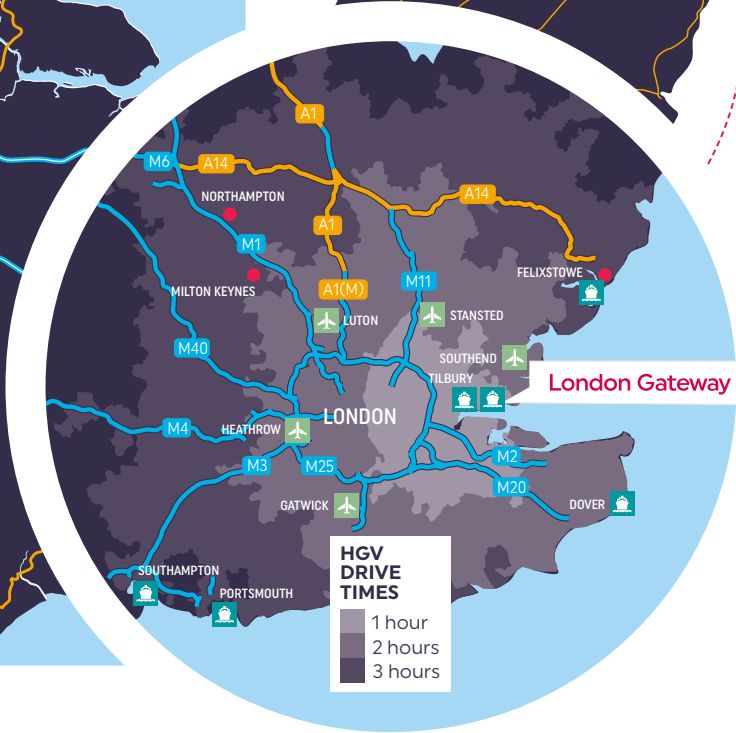 A1
M6
A14
NORTHAMPTON
A14
A1
M1
FELIXSTOWE
MILTON KEYNES
A1(M)
M11
LUTON
STANSTED
M40
SOUTHEND
TILBURY
London Gateway
LONDON
M4
HEATHROW
M3
M25
M2
M20
GATWICK
DOVER
SOUTHAMPTON
PORTSMOUTH
HGV
DRIVE
TIMES
1 hour
2 hours
3 hours